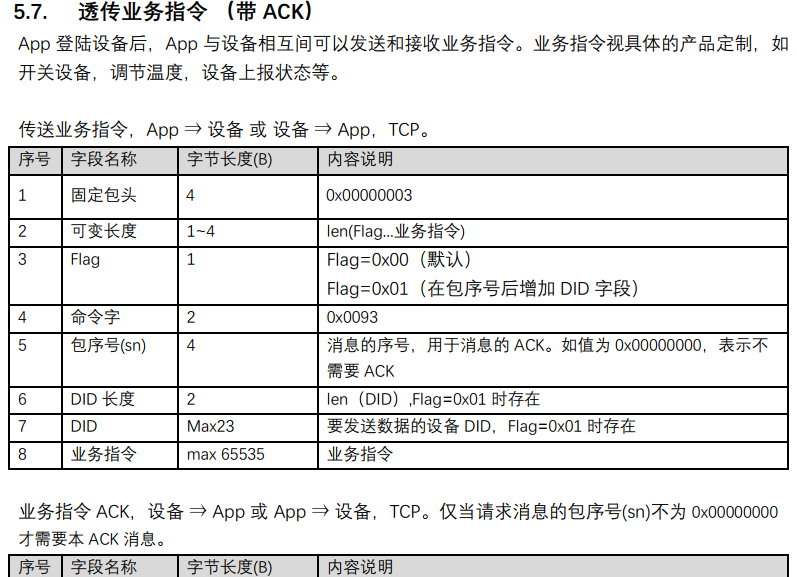 5.7. 透传业务指令 （带 ACK）
App 登陆设备后，App 与设备相互间可以发送和接收业务指令。业务指令视具体的产品定制，如
开关设备，调节温度，设备上报状态等。
传送业务指令，App ⇒ 设备 或 设备 ⇒ App，TCP。
序号 字段名称 字节长度(B) 内容说明
1 固定包头 4 0x00000003
2 可变长度 1~4 len(Flag...业务指令)
3 Flag 1 Flag=0x00（默认）
Flag=0x01（在包序号后增加 DID 字段）
4 命令字 2 0x0093
5 包序号(sn) 4 消息的序号，用于消息的 ACK。如值为 0x00000000，表示不
需要 ACK
6 DID 长度 2 len（DID）,Flag=0x01 时存在
7 DID Max23 要发送数据的设备 DID，Flag=0x01 时存在
8 业务指令 max 65535 业务指令
业务指令 ACK，设备 ⇒ App 或 App ⇒ 设备，TCP。仅当请求消息的包序号(sn)不为 0x00000000
才需要本 ACK 消息。
序号 字段名称 字节长度(B) 内容说明